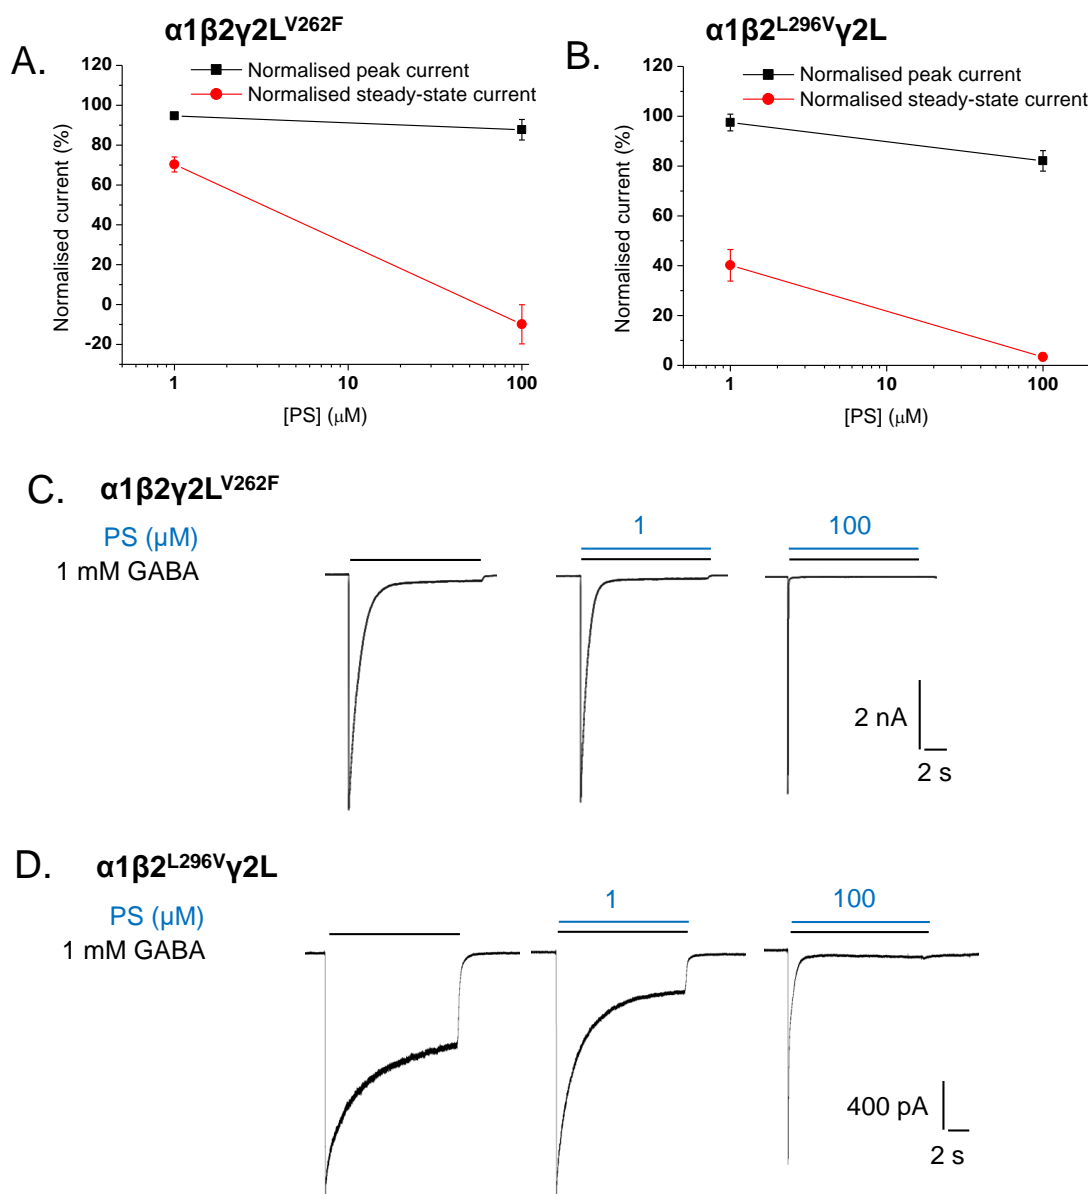 α1β2γ2L^V262F
A.
Normalised peak current
Normalised steady-state current
Normalised current (%)
120
100
80
60
40
20
0
-20
1
10
100
[PS] (μM)
α1β2^L296Vγ2L
B.
Normalised peak current
Normalised steady-state current
Normalised current (%)
120
100
80
60
40
20
0
1
10
100
[PS] (μM)
C. α1β2γ2L^V262F
PS (μM) 1 100
1 mM GABA
2 nA
2 s
D. α1β2^L296Vγ2L
PS (μM) 1 100
1 mM GABA
400 pA
2 s